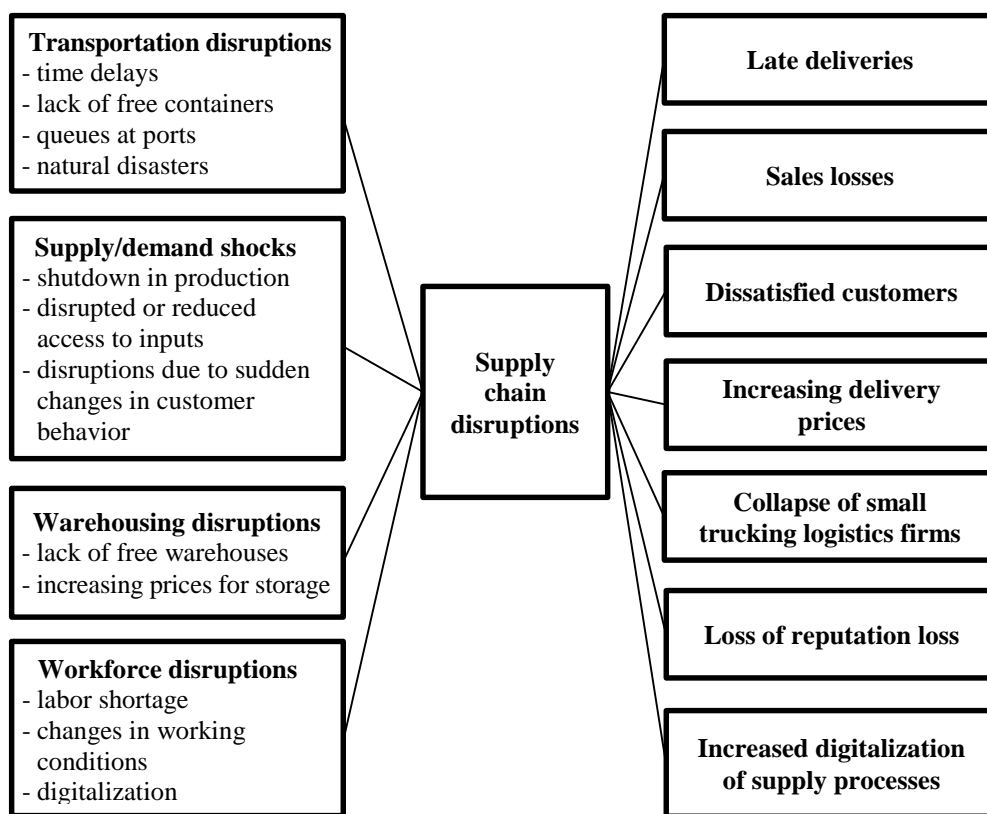 Transportation disruptions
- time delays
- lack of free containers
- queues at ports
- natural disasters
Supply/demand shocks
- shutdown in production
- disrupted or reduced
access to inputs
- disruptions due to sudden
changes in customer
behavior
Warehousing disruptions
- lack of free warehouses
- increasing prices for storage
Workforce disruptions
- labor shortage
- changes in working
conditions
- digitalization
Supply
chain
disruptions
Late deliveries
Sales losses
Dissatisfied customers
Increasing delivery
prices
Collapse of small
trucking logistics firms
Loss of reputation loss
Increased digitalization
of supply processes